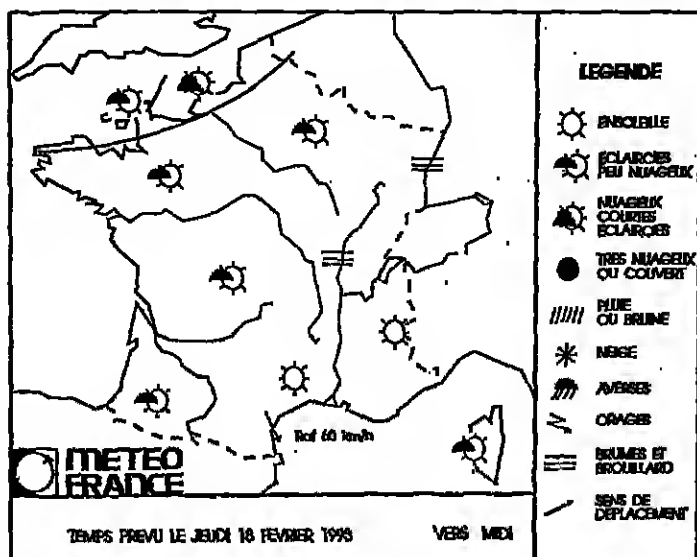 LEGENDE
ENSOLEILLE
ECLAIRCIES
PEU NUAGEUX
NUAGEUX
COURTES
ECLAIRCIES
TRES NUAGEUX
OU COUVERT
PLUIE
OU BRUINE
NEIGE
AVERSES
ORAGES
BRUMES ET
BROUILLARD
SENS DE
DEPLACEMENT
Raf 60 km/h
METEO
FRANCE
TEMPS PREVU LE JEUDI 18 FEVRIER 1993 VERS MIDI